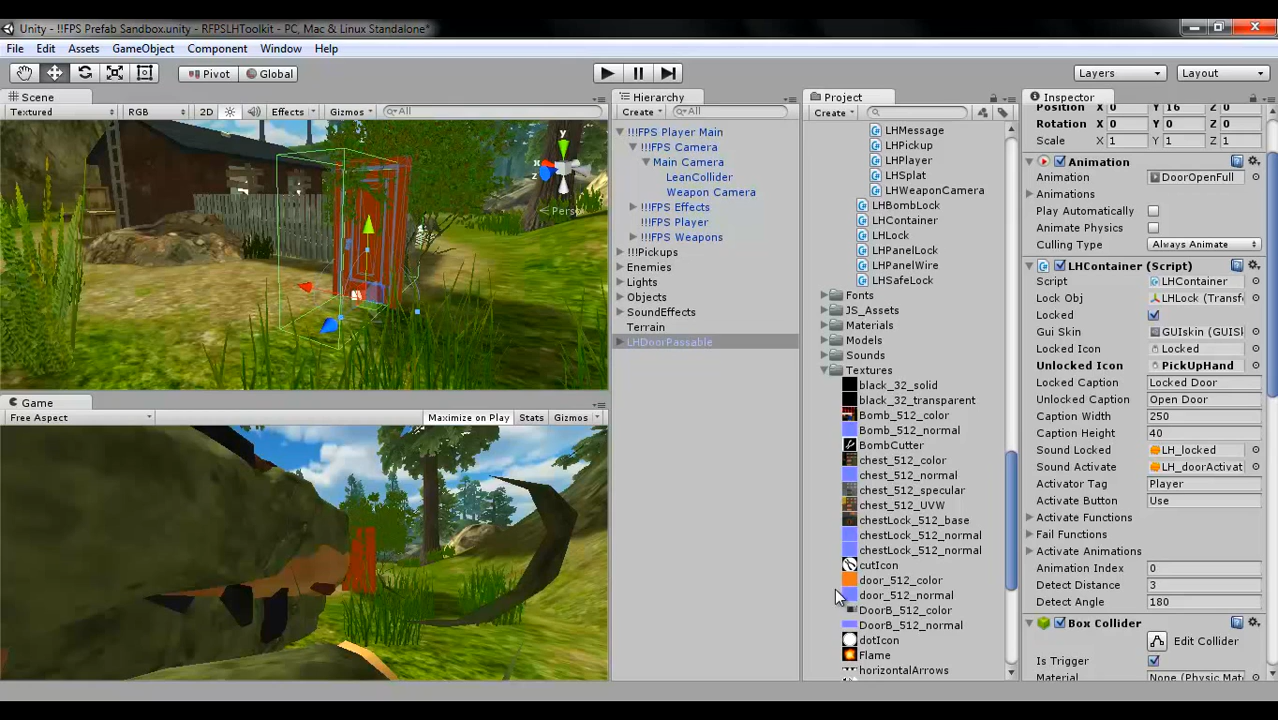 Unity - !!FPS Prefab Sandbox.unity - RFPSLHToolkit - PC, Mac & Linux Standalone*
File Edit Assets GameObject Component Window Help
Pivot Global Layers Layout
Scene
Textured RGB 2D Effects Gizmos All
y
x
z
Persp
Game
Free Aspect Maximize on Play Stats Gizmos
Hierarchy
Create All
!!!FPS Player Main
!!!FPS Camera
Main Camera
LeanCollider
Weapon Camera
!!!FPS Effects
!!!FPS Player
!!!FPS Weapons
!!!Pickups
Enemies
Lights
Objects
SoundEffects
Terrain
LHDoorPassable
Project
Create
LHMessage
LHPickup
LHPlayer
LHSplat
LHWeaponCamera
LHBombLock
LHContainer
LHLock
LHPanelLock
LHPanelWire
LHSafeLock
Fonts
JS_Assets
Materials
Models
Sounds
Textures
black_32_solid
black_32_transparent
Bomb_512_color
Bomb_512_normal
BombCutter
chest_512_color
chest_512_normal
chest_512_specular
chest_512_UVW
chestLock_512_base
chestLock_512_normal
chestLock_512_normal
cutIcon
door_512_color
door_512_normal
DoorB_512_color
DoorB_512_normal
dotIcon
Flame
horizontalArrows
Inspector
Position X 0 Y 16 Z 0
Rotation X 0 Y 0 Z 0
Scale X 1 Y 1 Z 1
Animation
Animation DoorOpenFull
Animations
Play Automatically
Animate Physics
Culling Type Always Animate
LHContainer (Script)
Script LHContainer
Lock Obj LHLock (Transf
Locked
Gui Skin GUIskin (GUISk
Locked Icon Locked
Unlocked Icon PickUpHand
Locked Caption Locked Door
Unlocked Caption Open Door
Caption Width 250
Caption Height 40
Sound Locked LH_locked
Sound Activate LH_doorActivat
Activator Tag Player
Activate Button Use
Activate Functions
Fail Functions
Activate Animations
Animation Index 0
Detect Distance 3
Detect Angle 180
Box Collider
Edit Collider
Is Trigger
Material None (Physic Mat